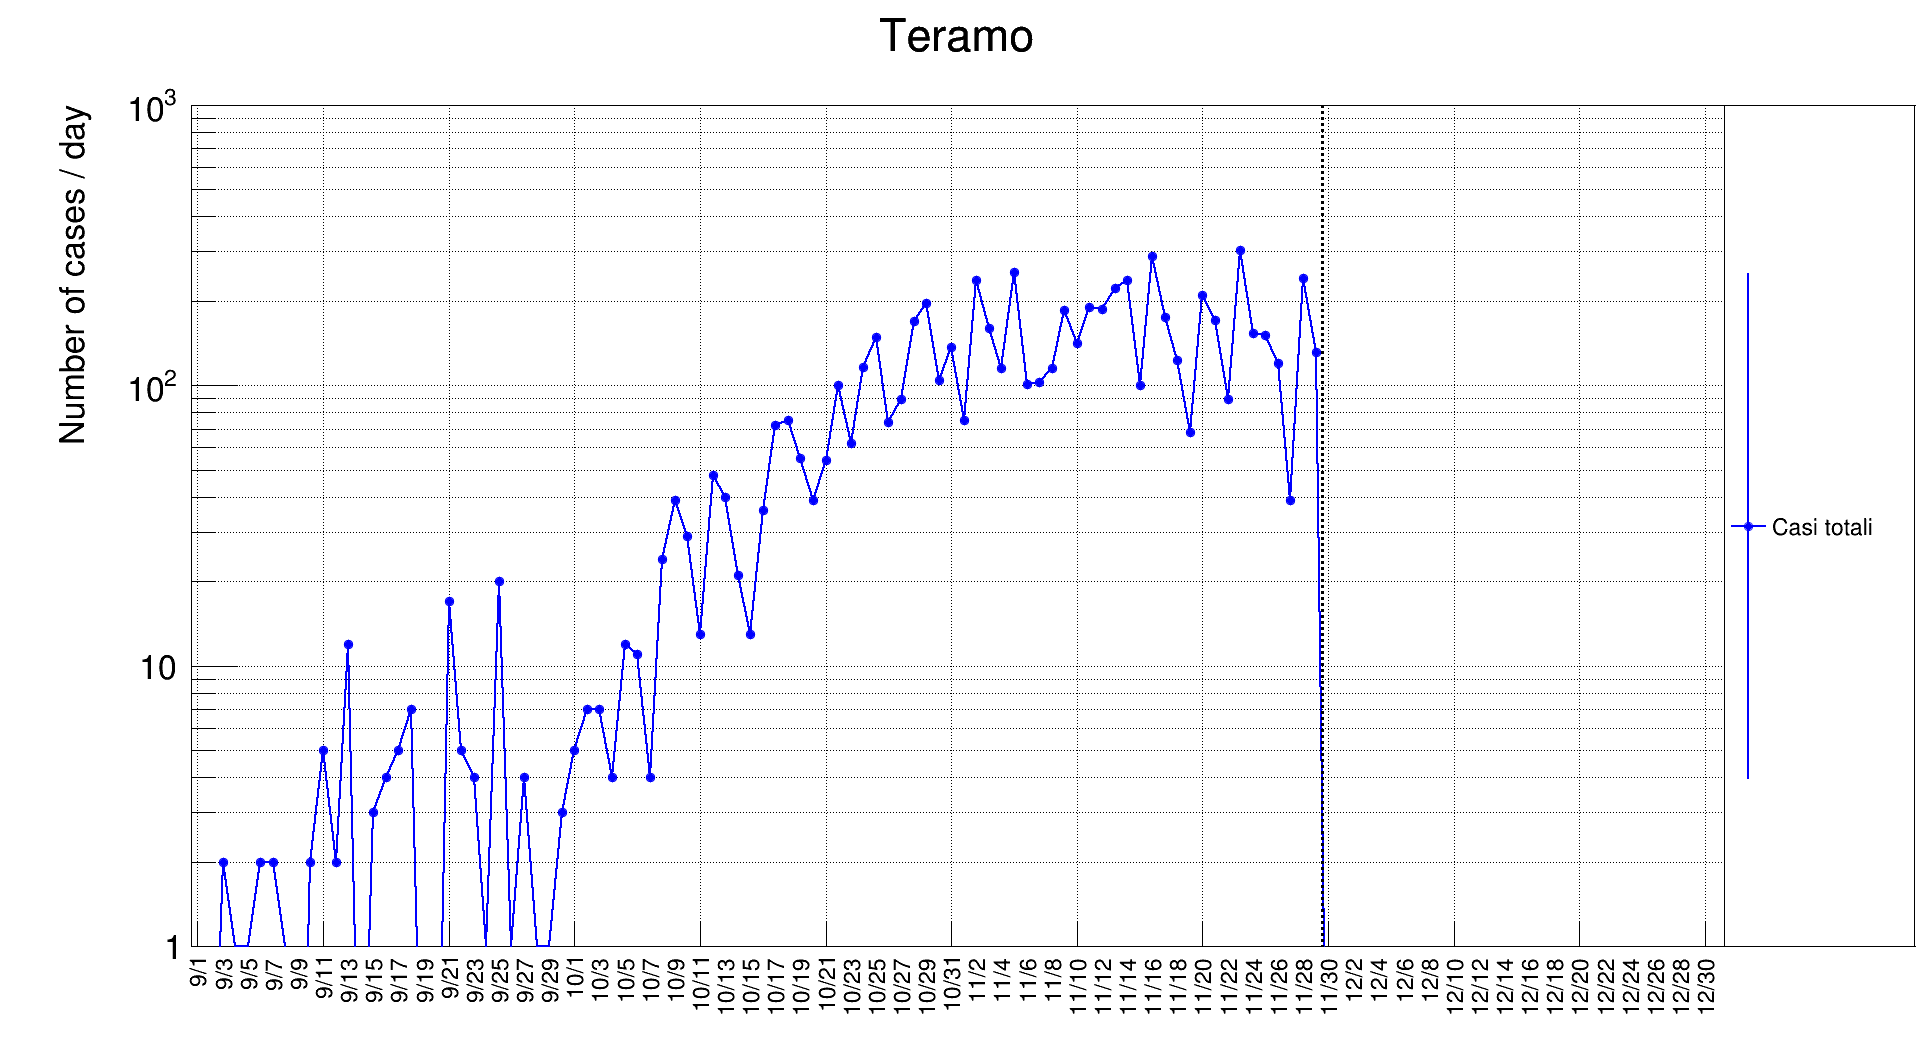 Teramo
Number of cases / day
10³
10²
10
1
9/1 9/3 9/5 9/7 9/9 9/11 9/13 9/15 9/17 9/19 9/21 9/23 9/25 9/27 9/29 10/1 10/3 10/5 10/7 10/9 10/11 10/13 10/15 10/17 10/19 10/21 10/23 10/25 10/27 10/29 10/31 11/2 11/4 11/6 11/8 11/10 11/12 11/14 11/16 11/18 11/20 11/22 11/24 11/26 11/28 11/30 12/2 12/4 12/6 12/8 12/10 12/12 12/14 12/16 12/18 12/20 12/22 12/24 12/26 12/28 12/30
Casi totali